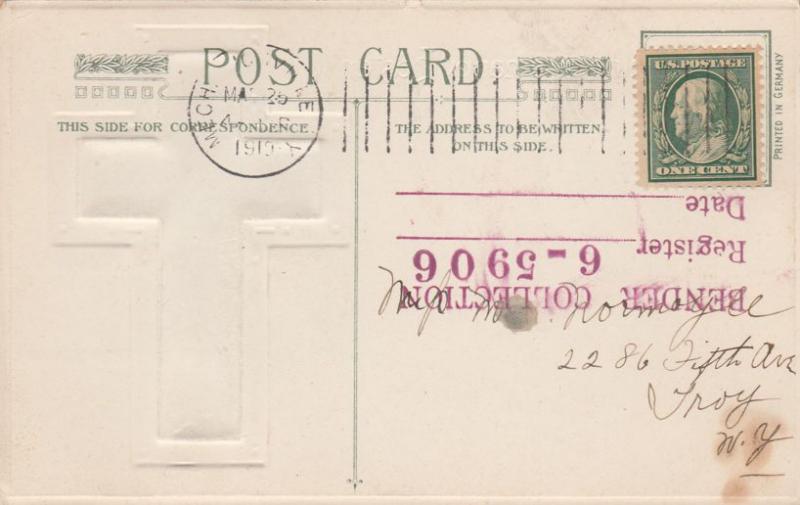 POST CARD
THIS SIDE FOR CORRESPONDENCE.
THE ADDRESS TO BE WRITTEN
ON THIS SIDE.
U.S. POSTAGE
ONE CENT
PRINTED IN GERMANY
MAR 26
1910
BENDER COLLECTION
Register 6-5906
Date
2286 Fifth Ave
Troy
N.Y